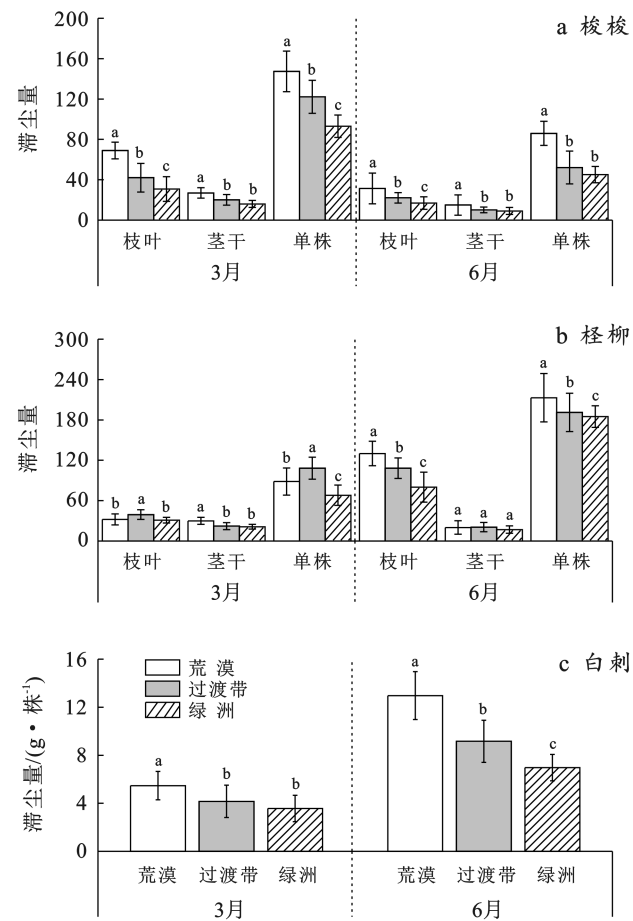 a 梭梭
滞尘量
200
160
120
80
40
0
a b c a b b a b c a b c a b b a b b
枝叶 茎干 单株 枝叶 茎干 单株
3月 6月
b 柽柳
滞尘量
300
240
180
120
60
0
b a b a b b b a c a b c a a a a b c
枝叶 茎干 单株 枝叶 茎干 单株
3月 6月
c 白刺
滞尘量/(g·株⁻¹)
16
12
8
4
0
荒漠
过渡带
绿洲
a b b a b c
荒漠 过渡带 绿洲 荒漠 过渡带 绿洲
3月 6月